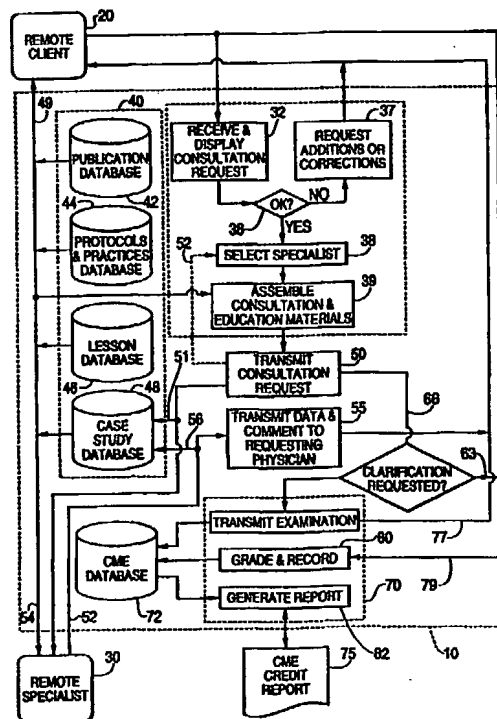 20
REMOTE CLIENT
49
40
32
37
RECEIVE & DISPLAY CONSULTATION REQUEST
REQUEST ADDITIONS OR CORRECTIONS
PUBLICATION DATABASE
44
42
OK?
NO
38
YES
PROTOCOLS & PRACTICES DATABASE
52
SELECT SPECIALIST
38
39
ASSEMBLE CONSULTATION & EDUCATION MATERIALS
LESSON DATABASE
46
48
51
TRANSMIT CONSULTATION REQUEST
50
68
CASE STUDY DATABASE
56
TRANSMIT DATA & COMMENT TO REQUESTING PHYSICIAN
55
63
CLARIFICATION REQUESTED?
TRANSMIT EXAMINATION
77
CME DATABASE
72
60
GRADE & RECORD
79
70
GENERATE REPORT
54
52
82
10
REMOTE SPECIALIST
30
CME CREDIT REPORT
75